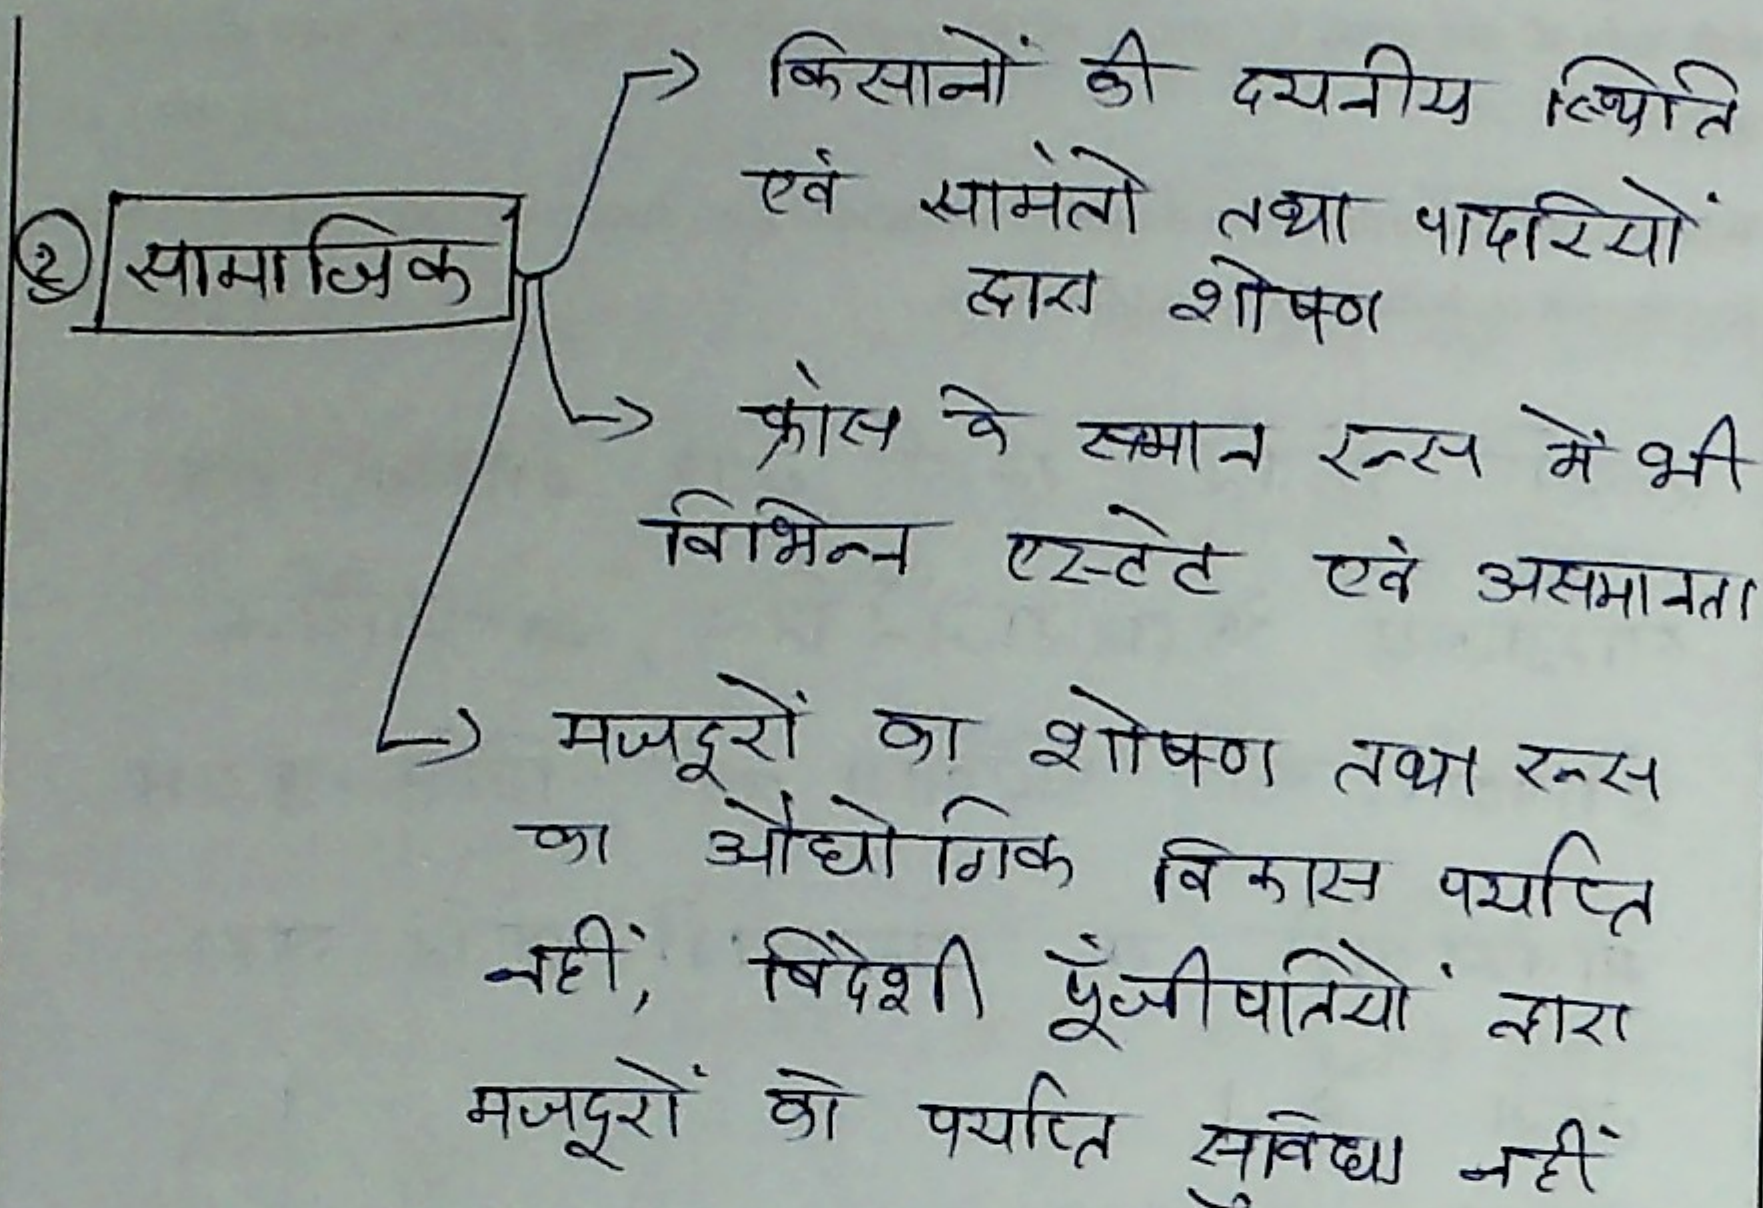 ② सामाजिक
→ किसानों की दयनीय स्थिति
एवं सामंतो तथा पादरियों
द्वारा शोषण
→ फ्रांस के समान रूस में भी
विभिन्न एस्टेट एवं असमानता
→ मजदूरों का शोषण तथा रूस
का औद्योगिक विकास पर्याप्त
नहीं, विदेशी पूँजीपतियों द्वारा
मजदूरों को पर्याप्त सुविधा नहीं